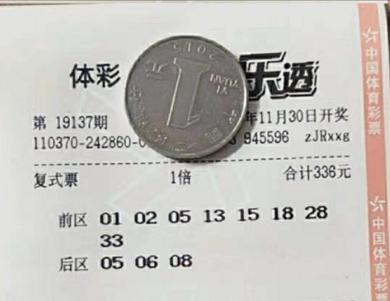 体彩 乐透
第 19137期 年11月30日开奖
110370-242860-0 945596 zJRxxg
复式票 1倍 合计336元
前区 01 02 05 13 15 18 28
33
后区 05 06 08
中国体育彩票
中国体育彩票